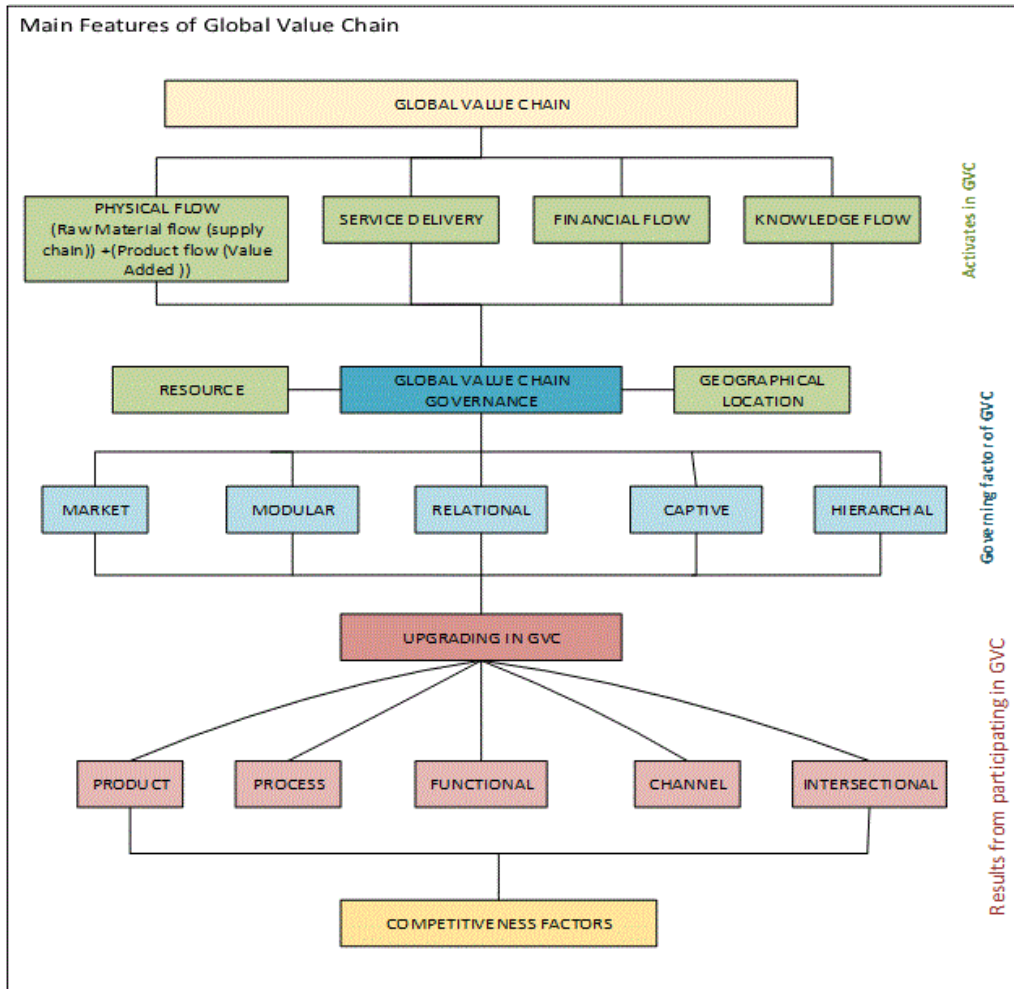 Main Features of Global Value Chain
GLOBAL VALUE CHAIN
PHYSICAL FLOW
(Raw Material flow (supply
chain)) +(Product flow (Value
Added ))
SERVICE DELIVERY
FINANCIAL FLOW
KNOWLEDGE FLOW
Activates in GVC
RESOURCE
GLOBAL VALUE CHAIN
GOVERNANCE
GEOGRAPHICAL
LOCATION
MARKET
MODULAR
RELATIONAL
CAPTIVE
HIERARCHAL
Governing factor of GVC
UPGRADING IN GVC
PRODUCT
PROCESS
FUNCTIONAL
CHANNEL
INTERSECTIONAL
Results from participating in GVC
COMPETITIVENESS FACTORS